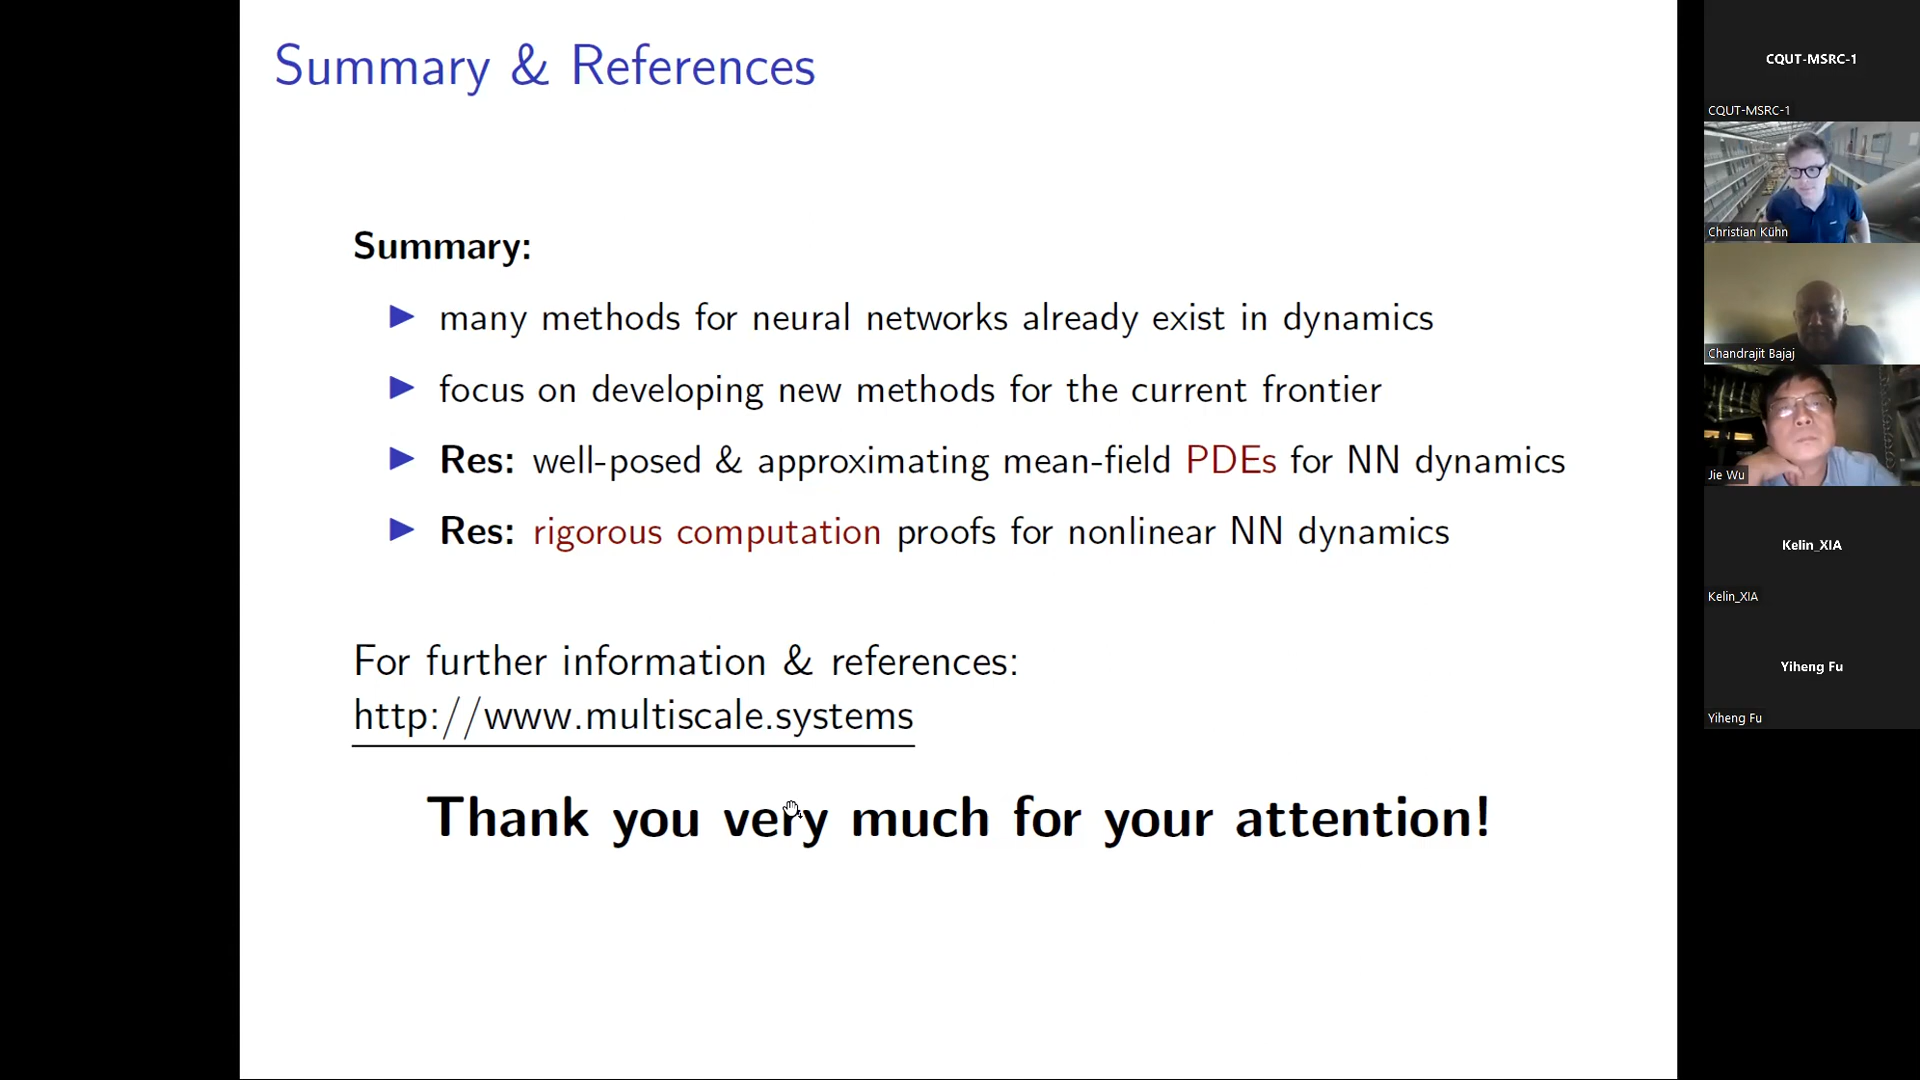 Summary & References
Summary:
many methods for neural networks already exist in dynamics
focus on developing new methods for the current frontier
Res: well-posed & approximating mean-field PDEs for NN dynamics
Res: rigorous computation proofs for nonlinear NN dynamics
For further information & references:
http://www.multiscale.systems
Thank you very much for your attention!
CQUT-MSRC-1
CQUT-MSRC-1
Christian Kühn
Chandrajit Bajaj
Jie Wu
Kelin_XIA
Kelin_XIA
Yiheng Fu
Yiheng Fu